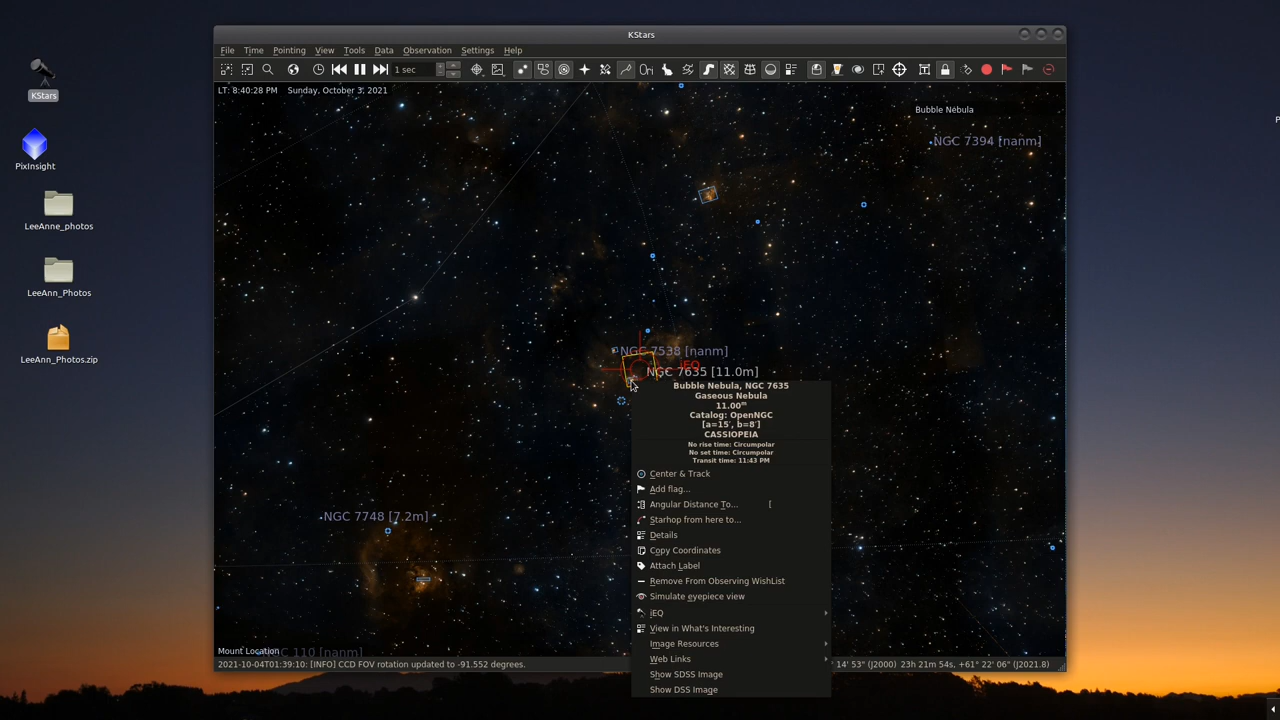 KStars
File Time Pointing View Tools Data Observation Settings Help
1 sec
LT: 8:40:28 PM Sunday, October 3, 2021
Bubble Nebula
NGC 7394 [nanm]
KStars
PixInsight
LeeAnne_photos
LeeAnn_Photos
LeeAnn_Photos.zip
NGC 7538 [nanm]
iEQ
NGC 7635 [11.0m]
Bubble Nebula, NGC 7635
Gaseous Nebula
11.00ᵐ
Catalog: OpenNGC
[a=15′, b=8′]
CASSIOPEIA
No rise time: Circumpolar
No set time: Circumpolar
Transit time: 11:43 PM
Center & Track
Add flag...
Angular Distance To... [
Starhop from here to...
Details
Copy Coordinates
Attach Label
Remove From Observing WishList
Simulate eyepiece view
iEQ
View in What's Interesting
Image Resources
Web Links
Show SDSS Image
Show DSS Image
NGC 7748 [7.2m]
Mount Location
NGC 110 [nanm]
2021-10-04T01:39:10: [INFO] CCD FOV rotation updated to -91.552 degrees.
14' 53" (J2000) 23h 21m 54s, +61° 22' 06" (J2021.8)
P